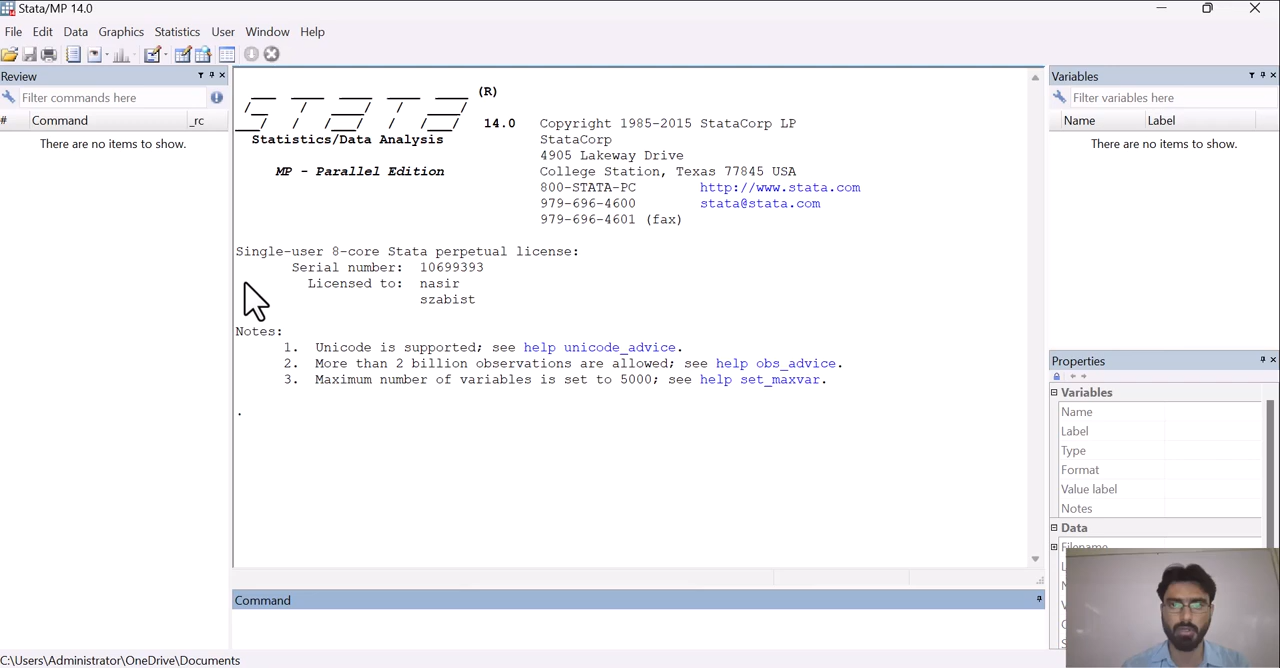 Stata/MP 14.0
File Edit Data Graphics Statistics User Window Help
Review
Filter commands here
# Command _rc
There are no items to show.
(R)
Stata 14.0 Copyright 1985-2015 StataCorp LP
Statistics/Data Analysis StataCorp
4905 Lakeway Drive
MP - Parallel Edition College Station, Texas 77845 USA
800-STATA-PC http://www.stata.com
979-696-4600 stata@stata.com
979-696-4601 (fax)
Single-user 8-core Stata perpetual license:
Serial number: 10699393
Licensed to: nasir
szabist
Notes:
1. Unicode is supported; see help unicode_advice.
2. More than 2 billion observations are allowed; see help obs_advice.
3. Maximum number of variables is set to 5000; see help set_maxvar.
.
Command
Variables
Filter variables here
Name Label
There are no items to show.
Properties
Variables
Name
Label
Type
Format
Value label
Notes
Data
Filename
C:\Users\Administrator\OneDrive\Documents